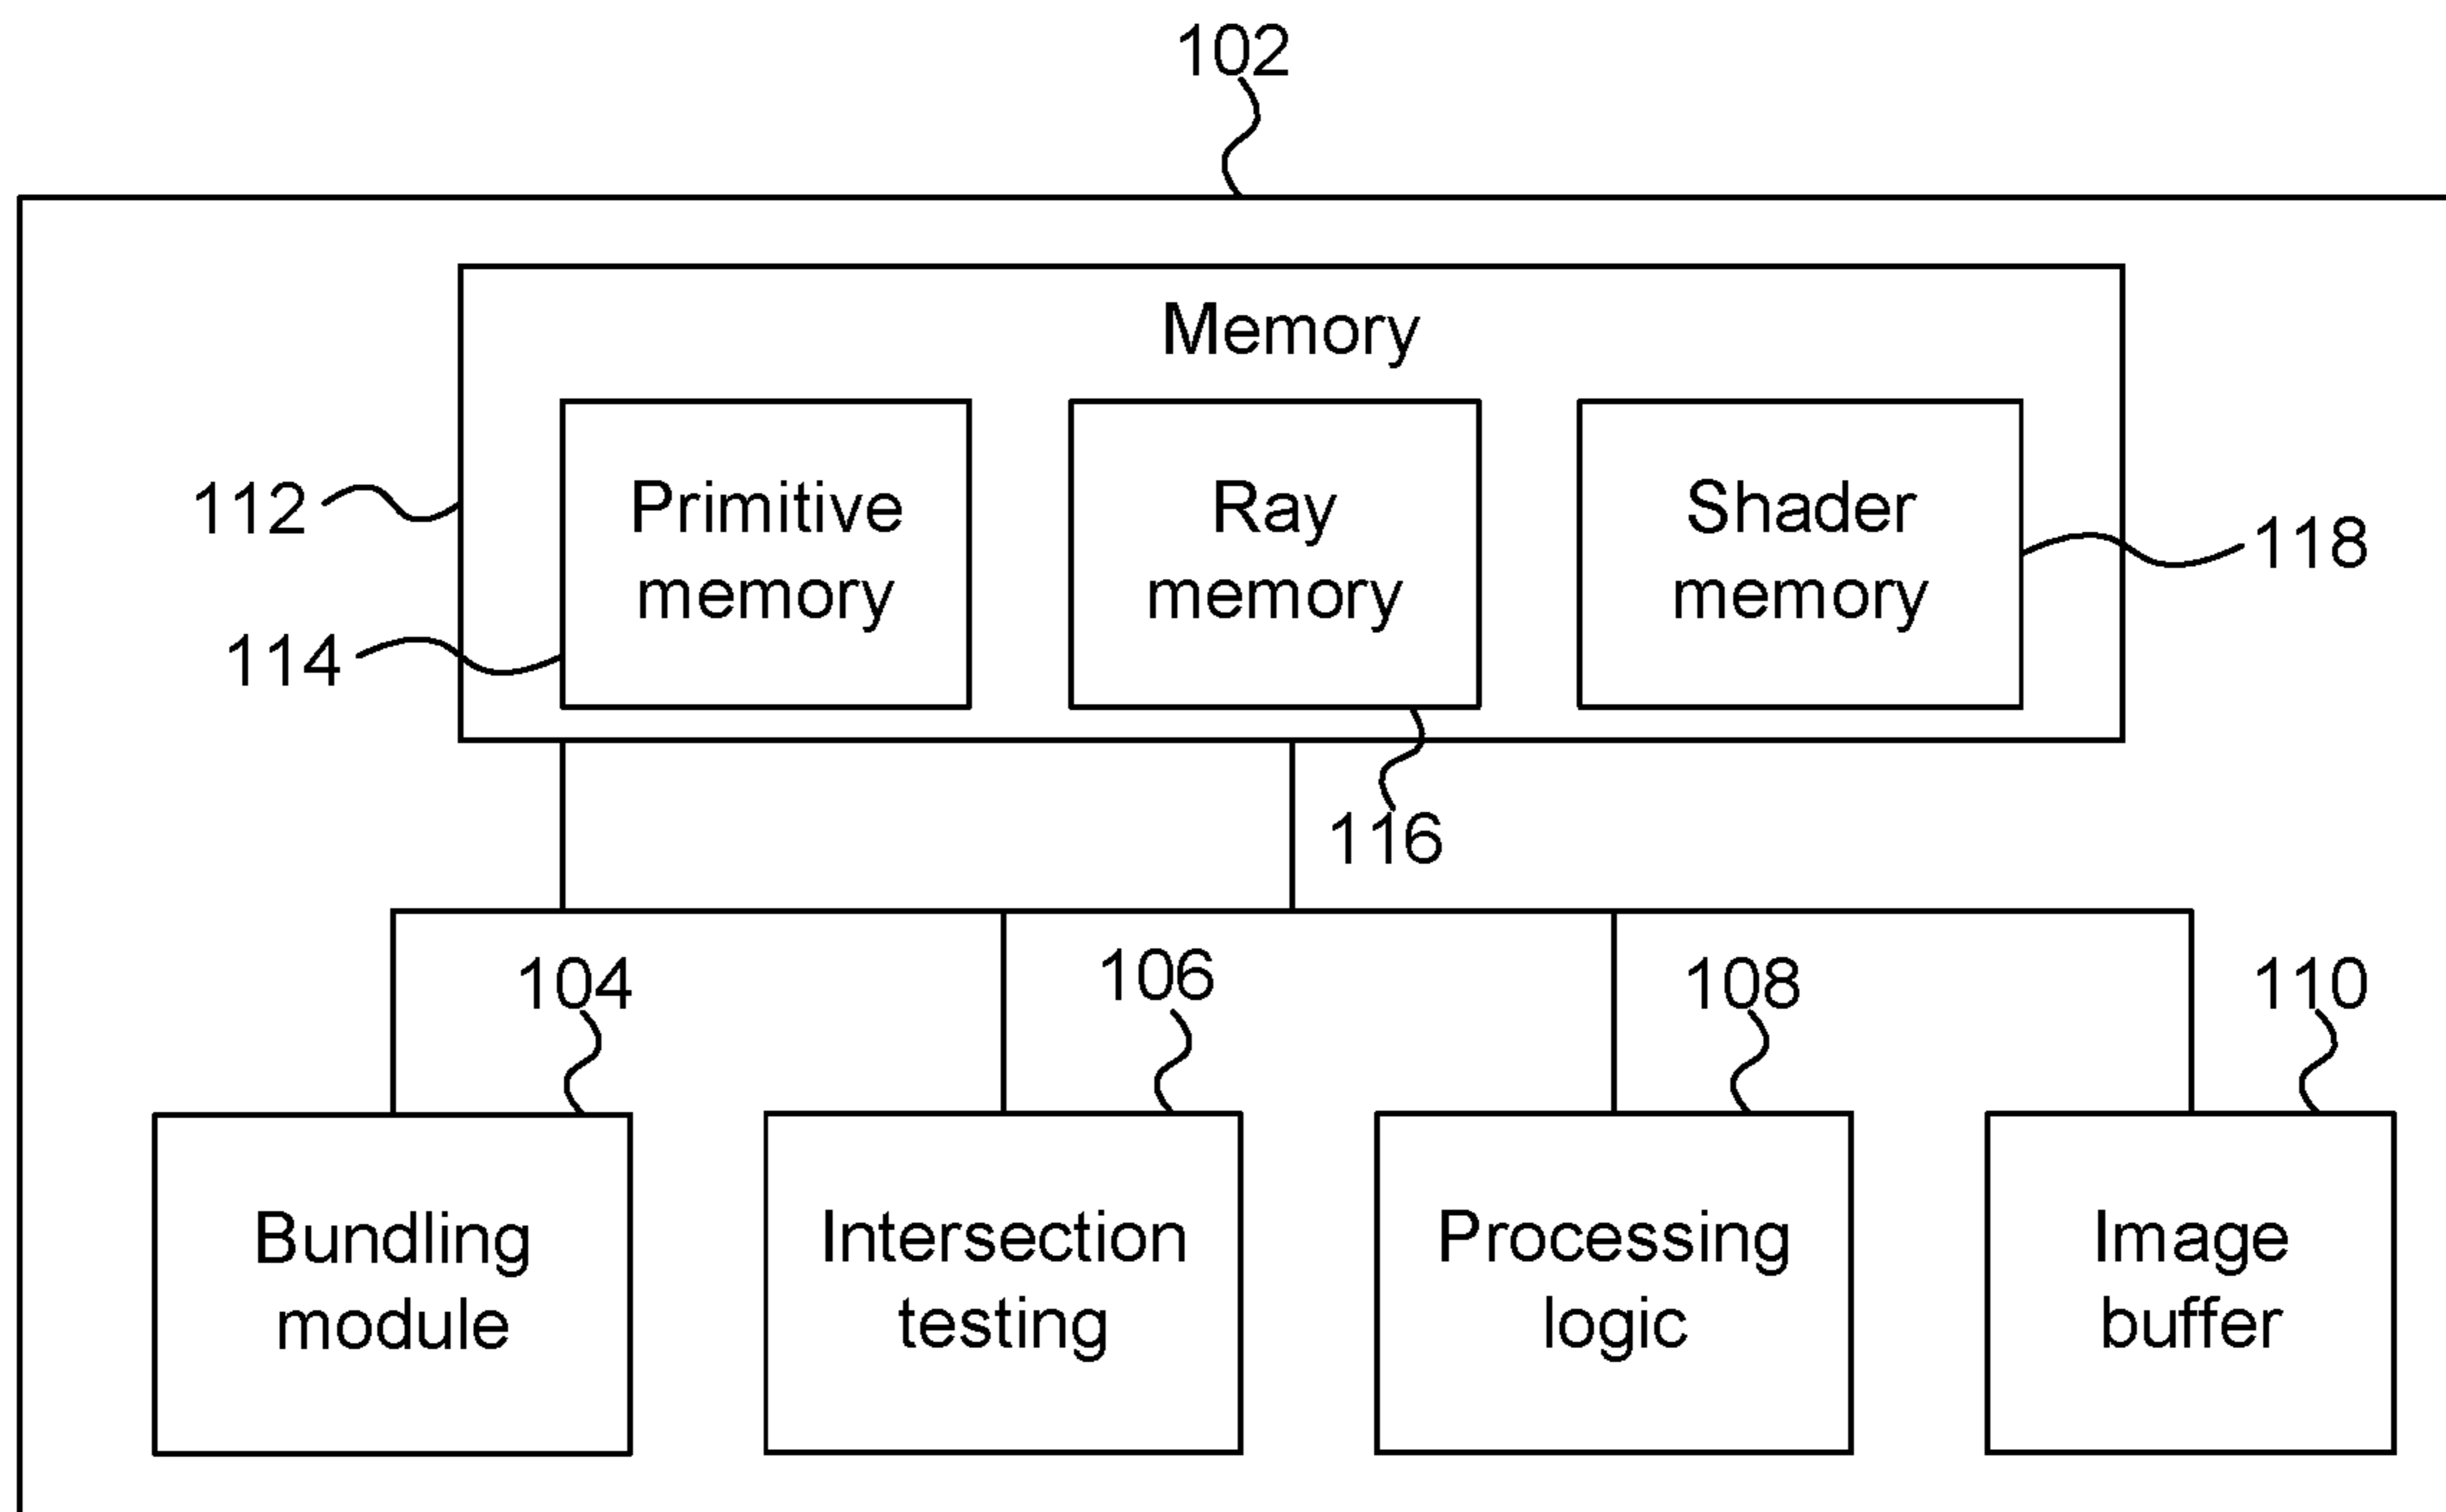 102
Memory
112
Primitive
memory
114
Ray
memory
116
Shader
memory
118
104
Bundling
module
106
Intersection
testing
108
Processing
logic
110
Image
buffer